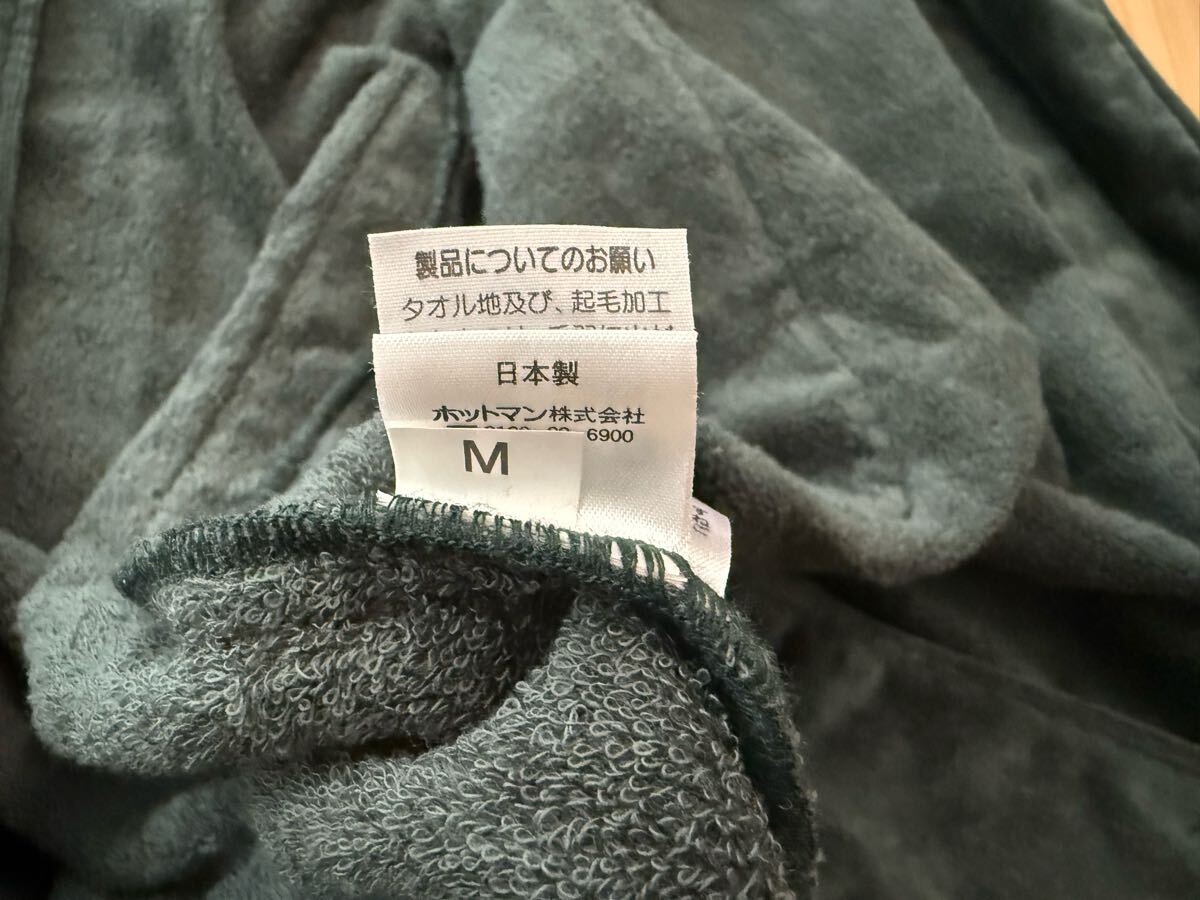 製品についてのお願い
タオル地及び、起毛加工
日本製
ホットマン株式会社
6900
M